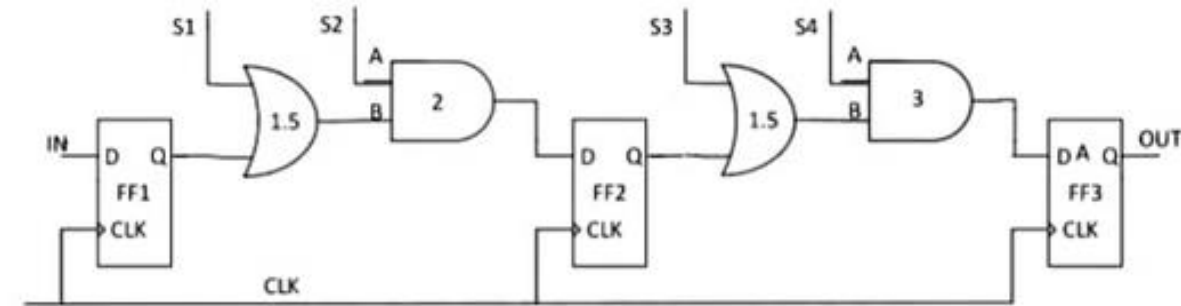 S1 S2 S3 S4
A A
1.5 2 1.5 3
B B
IN D Q D Q D A Q OUT
FF1 FF2 FF3
CLK CLK CLK
CLK